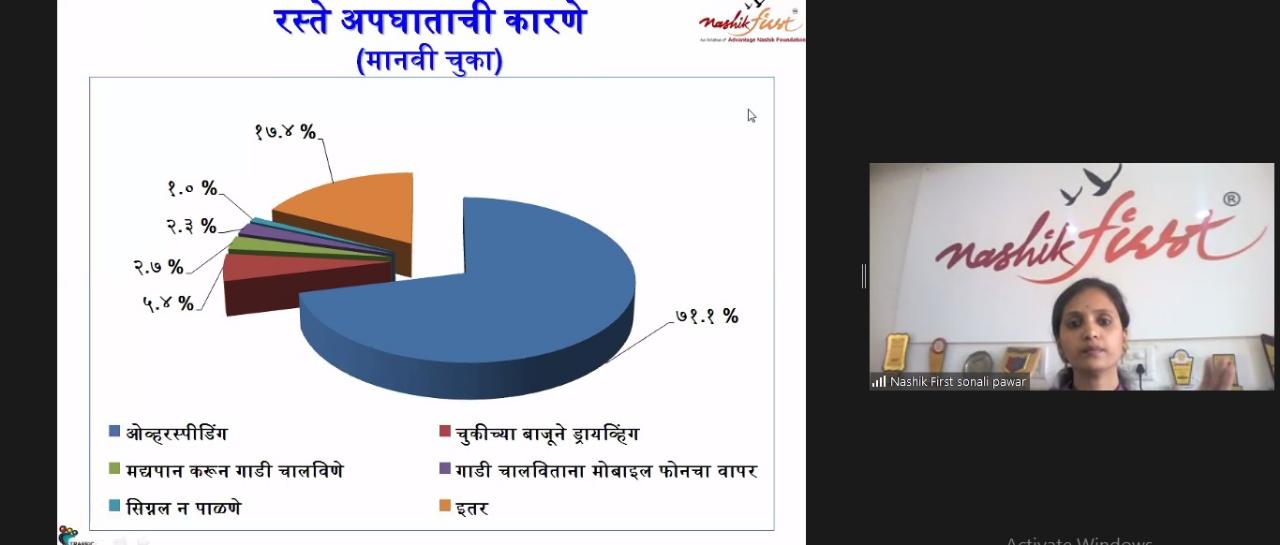 रस्ते अपघाताची कारणे
(मानवी चुका)
nashik first
An Initiative of Advantage Nashik Foundation
१७.४ %
१.० %
२.३ %
२.७ %
५.४ %
७१.१ %
ओव्हरस्पीडिंग
चुकीच्या बाजूने ड्रायव्हिंग
मद्यपान करून गाडी चालविणे
गाडी चालविताना मोबाइल फोनचा वापर
सिग्नल न पाळणे
इतर
TRAFFIC
nashik first ®
Nashik First sonali pawar
Activate Windows